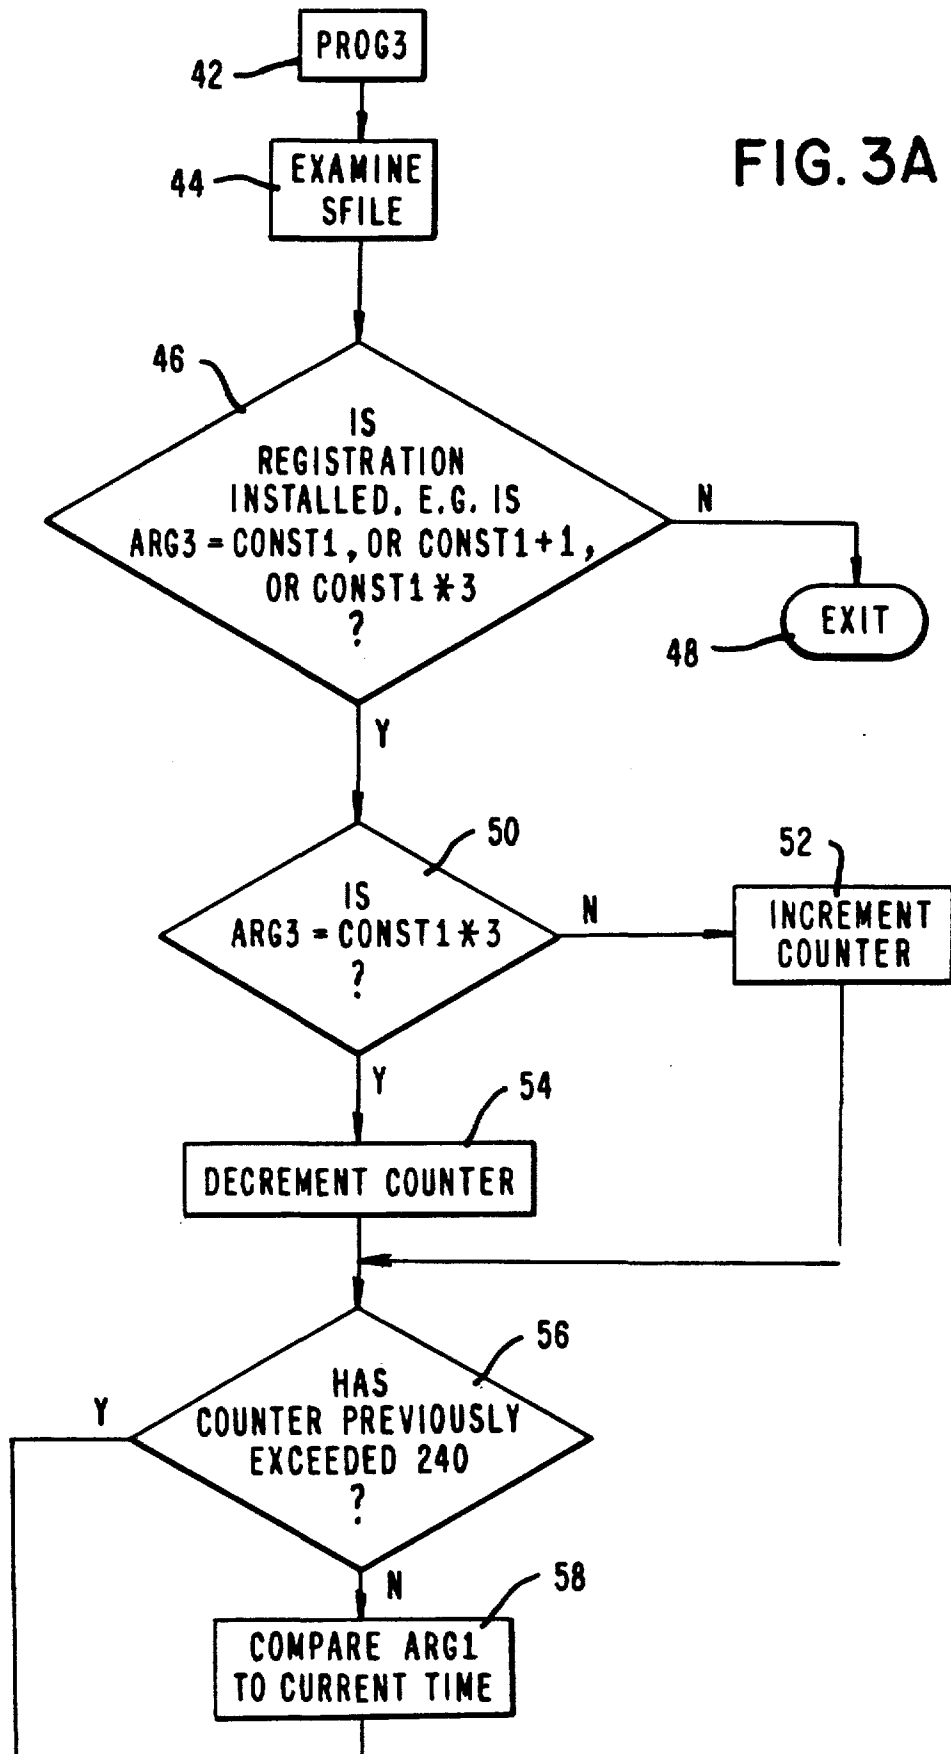 PROG3
42
FIG. 3A
EXAMINE
SFILE
44
46
IS
REGISTRATION
INSTALLED, E.G. IS
ARG3 = CONST1, OR CONST1+1,
OR CONST1*3
?
N
EXIT
48
Y
50
IS
ARG3 = CONST1*3
?
N
52
INCREMENT
COUNTER
Y
54
DECREMENT COUNTER
56
HAS
COUNTER PREVIOUSLY
EXCEEDED 240
?
Y
N
58
COMPARE ARG1
TO CURRENT TIME